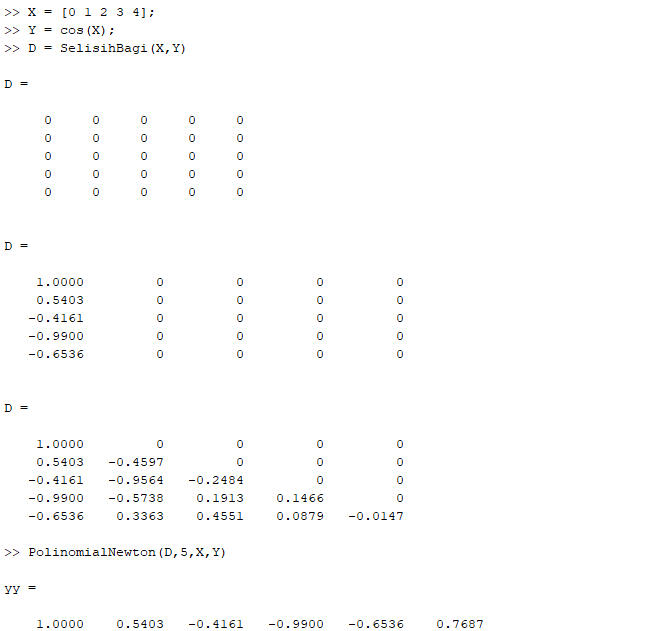 >> X = [0 1 2 3 4];
>> Y = cos(X);
>> D = SelisihBagi(X,Y)
D =
0 0 0 0 0
0 0 0 0 0
0 0 0 0 0
0 0 0 0 0
0 0 0 0 0
D =
1.0000 0 0 0 0
0.5403 0 0 0 0
-0.4161 0 0 0 0
-0.9900 0 0 0 0
-0.6536 0 0 0 0
D =
1.0000 0 0 0 0
0.5403 -0.4597 0 0 0
-0.4161 -0.9564 -0.2484 0 0
-0.9900 -0.5738 0.1913 0.1466 0
-0.6536 0.3363 0.4551 0.0879 -0.0147
>> PolinomialNewton(D,5,X,Y)
yy =
1.0000 0.5403 -0.4161 -0.9900 -0.6536 0.7687